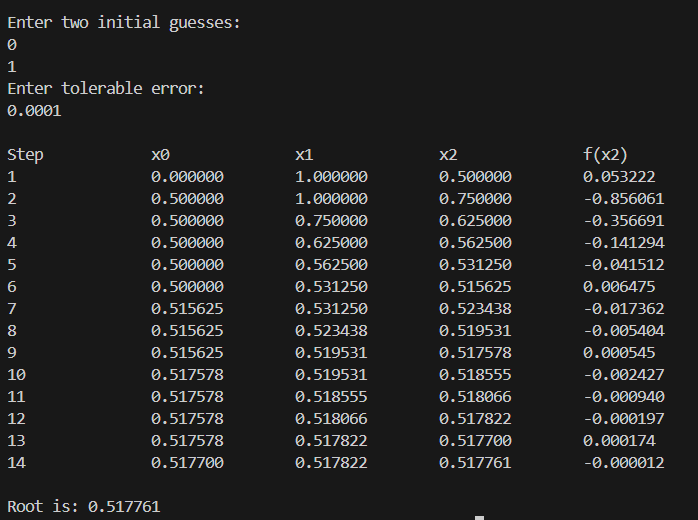 Enter two initial guesses:
0
1
Enter tolerable error:
0.0001
Step x0 x1 x2 f(x2)
1 0.000000 1.000000 0.500000 0.053222
2 0.500000 1.000000 0.750000 -0.856061
3 0.500000 0.750000 0.625000 -0.356691
4 0.500000 0.625000 0.562500 -0.141294
5 0.500000 0.562500 0.531250 -0.041512
6 0.500000 0.531250 0.515625 0.006475
7 0.515625 0.531250 0.523438 -0.017362
8 0.515625 0.523438 0.519531 -0.005404
9 0.515625 0.519531 0.517578 0.000545
10 0.517578 0.519531 0.518555 -0.002427
11 0.517578 0.518555 0.518066 -0.000940
12 0.517578 0.518066 0.517822 -0.000197
13 0.517578 0.517822 0.517700 0.000174
14 0.517700 0.517822 0.517761 -0.000012
Root is: 0.517761